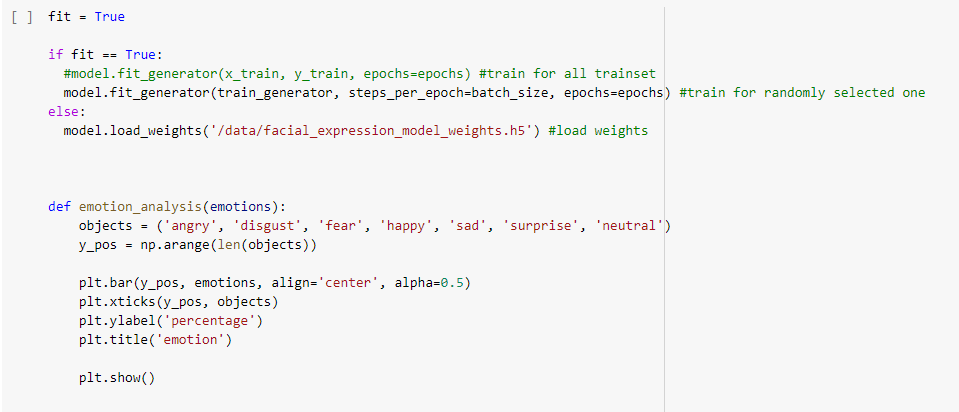 [ ] fit = True
if fit == True:
#model.fit_generator(x_train, y_train, epochs=epochs) #train for all trainset
model.fit_generator(train_generator, steps_per_epoch=batch_size, epochs=epochs) #train for randomly selected one
else:
model.load_weights('/data/facial_expression_model_weights.h5') #load weights
def emotion_analysis(emotions):
objects = ('angry', 'disgust', 'fear', 'happy', 'sad', 'surprise', 'neutral')
y_pos = np.arange(len(objects))
plt.bar(y_pos, emotions, align='center', alpha=0.5)
plt.xticks(y_pos, objects)
plt.ylabel('percentage')
plt.title('emotion')
plt.show()